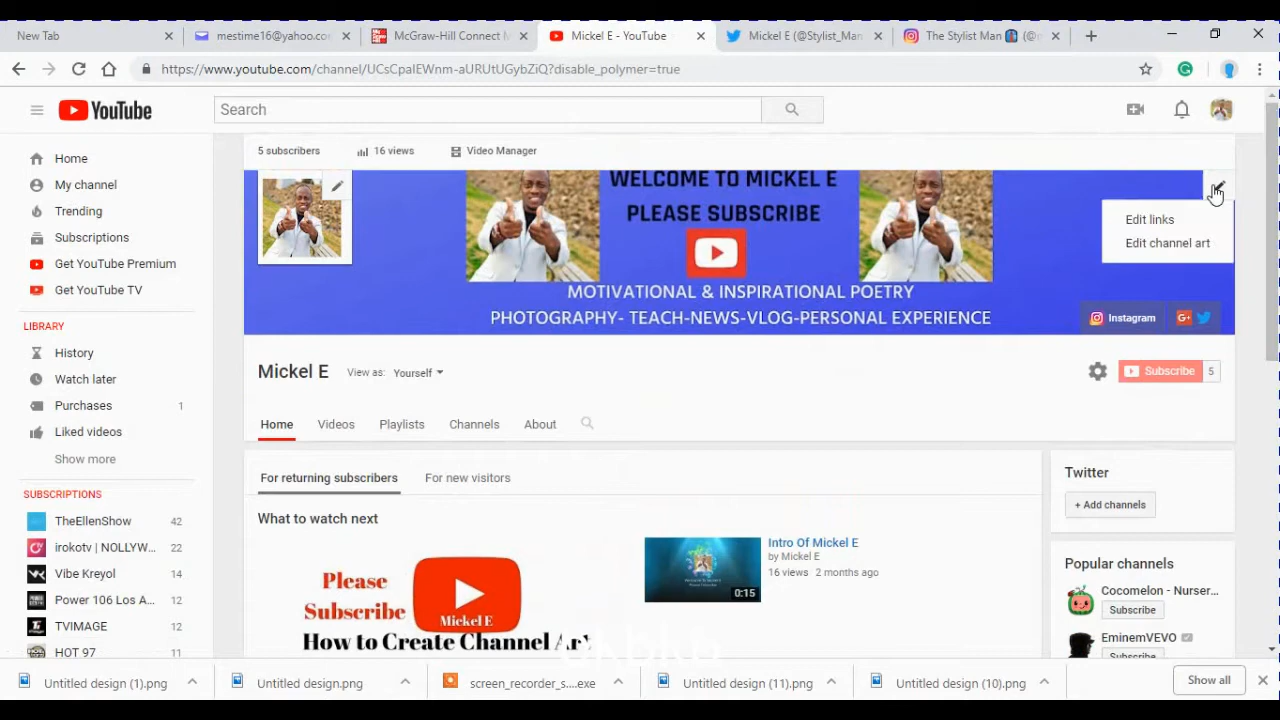 New Tab
mestime16@yahoo.co
McGraw-Hill Connect M
Mickel E - YouTube
Mickel E (@Stylist_Man
The Stylist Man
https://www.youtube.com/channel/UCsCpaIEWnm-aURUtUGybZiQ?disable_polymer=true
YouTube
Search
5 subscribers
16 views
Video Manager
WELCOME TO MICKEL E
PLEASE SUBSCRIBE
MOTIVATIONAL & INSPIRATIONAL POETRY
PHOTOGRAPHY- TEACH-NEWS-VLOG-PERSONAL EXPERIENCE
Edit links
Edit channel art
Instagram
G+
Home
My channel
Trending
Subscriptions
Get YouTube Premium
Get YouTube TV
LIBRARY
History
Watch later
Purchases 1
Liked videos
Show more
SUBSCRIPTIONS
TheEllenShow 42
irokotv | NOLLYW... 22
Vibe Kreyol 14
Power 106 Los A... 12
TVIMAGE 12
HOT 97 11
Mickel E
View as: Yourself
Subscribe 5
Home Videos Playlists Channels About
For returning subscribers
For new visitors
What to watch next
Please
Subscribe
Mickel E
How to Create Channel Art
Intro Of Mickel E
by Mickel E
16 views 2 months ago
0:15
Twitter
+ Add channels
Popular channels
Cocomelon - Nurser...
Subscribe
EminemVEVO
Subscribe
Untitled design (1).png
Untitled design.png
screen_recorder_s....exe
Untitled design (11).png
Untitled design (10).png
Show all